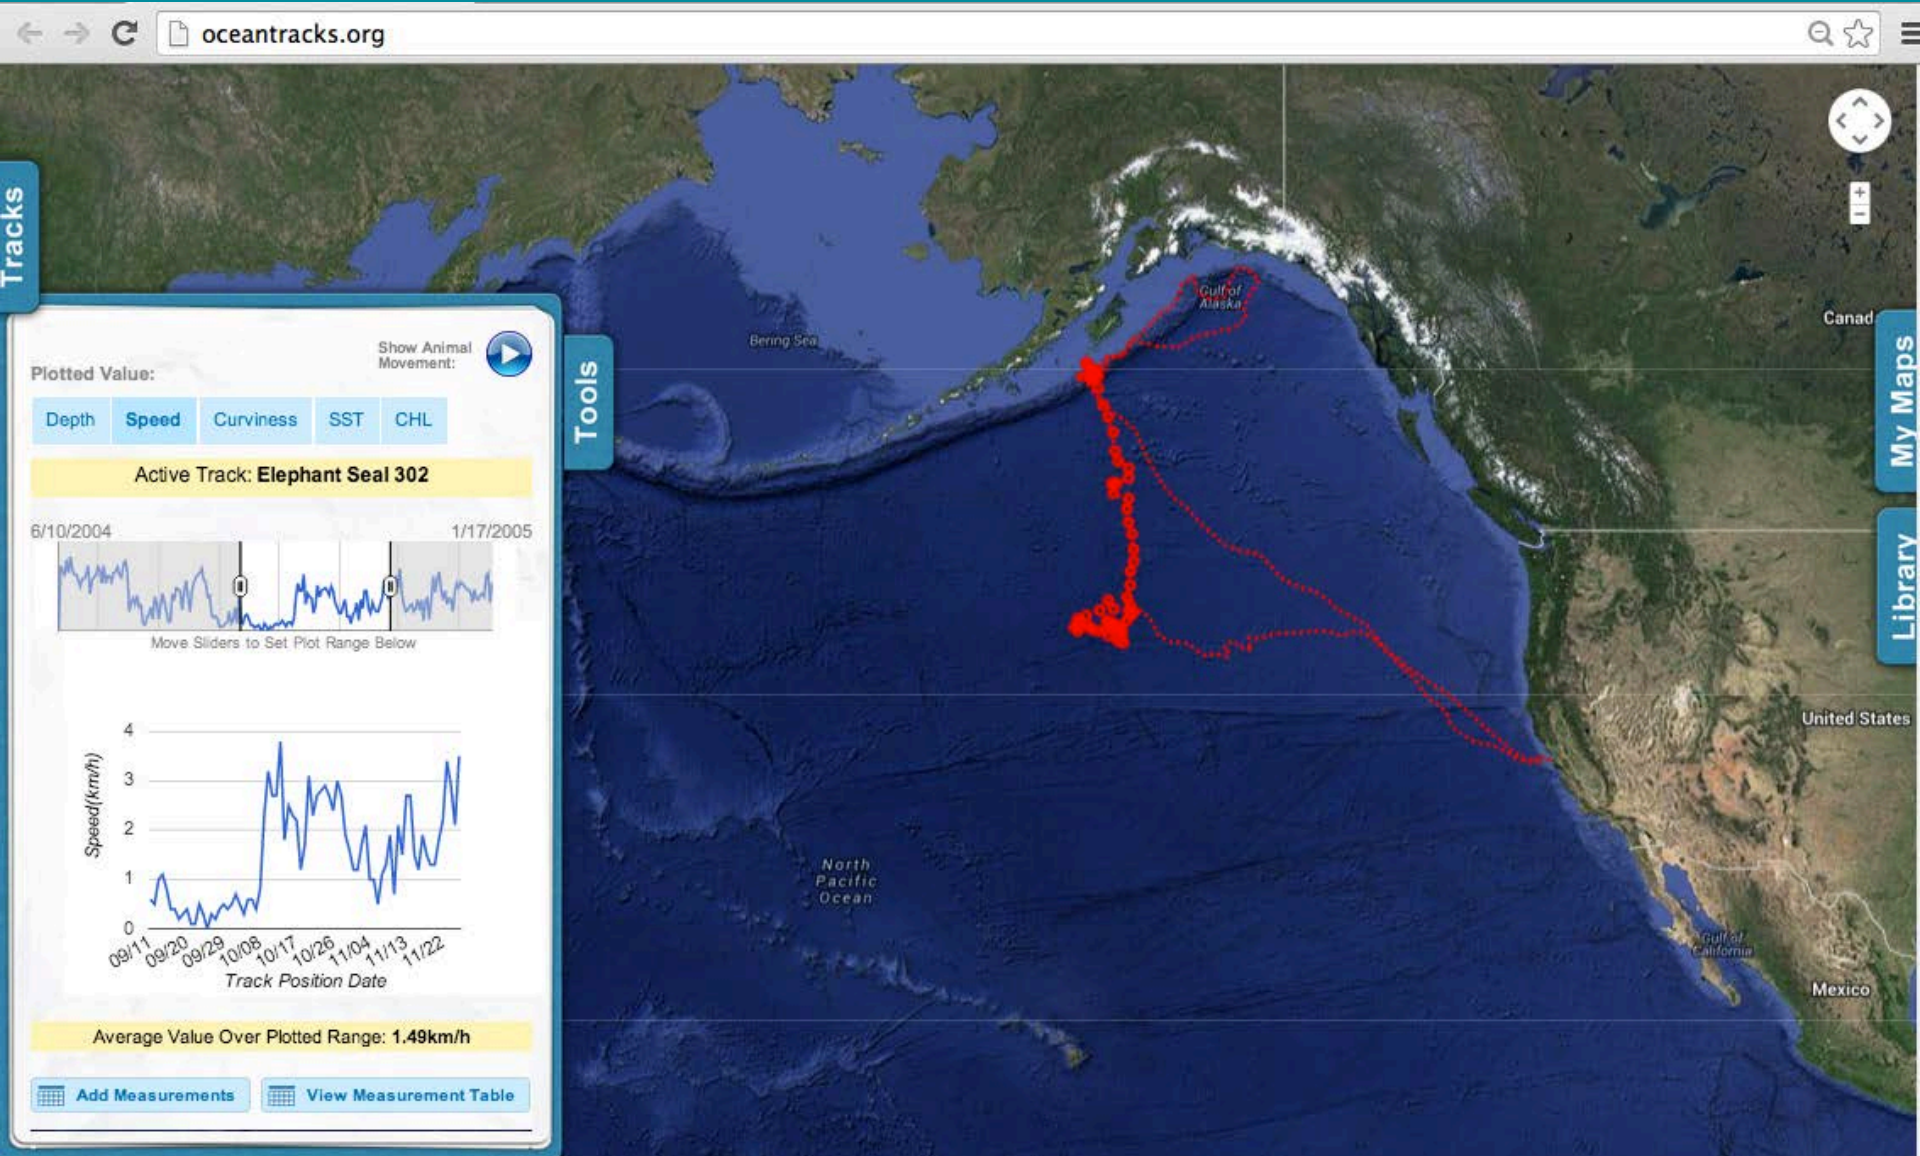 oceantracks.org
Tracks
Show Animal
Movement:
Plotted Value:
Depth
Speed
Curviness
SST
CHL
Active Track: Elephant Seal 302
6/10/2004
1/17/2005
Move Sliders to Set Plot Range Below
4
3
2
1
0
Speed(km/h)
09/11
09/20
09/29
10/08
10/17
10/26
11/04
11/13
11/22
Track Position Date
Average Value Over Plotted Range: 1.49km/h
Add Measurements
View Measurement Table
Tools
Bering Sea
Gulf of
Alaska
North
Pacific
Ocean
Canad
United States
Gulf of
California
Mexico
My Maps
Library